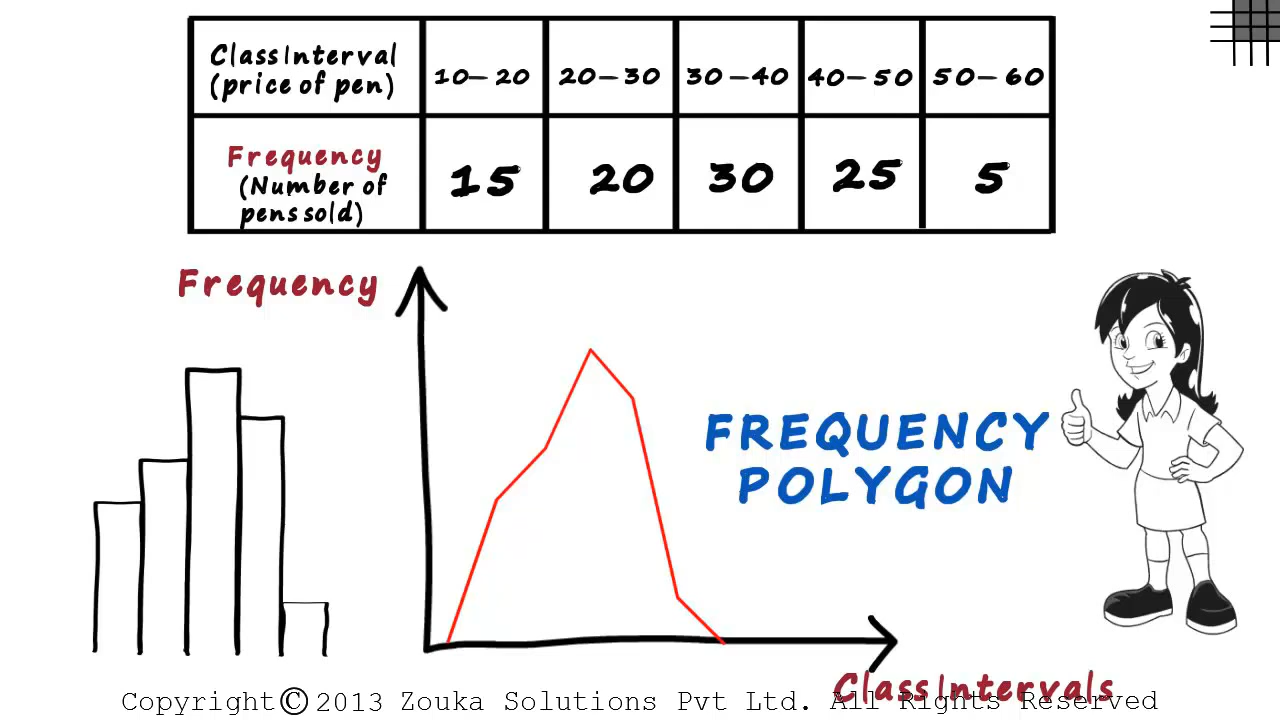 Class Interval 10-20 20-30 30-40 40-50 50-60
(price of pen)
Frequency 15 20 30 25 5
(Number of
pens sold)
Frequency
FREQUENCY
POLYGON
Class Intervals
Copyright © 2013 Zouka Solutions Pvt Ltd. All Rights Reserved